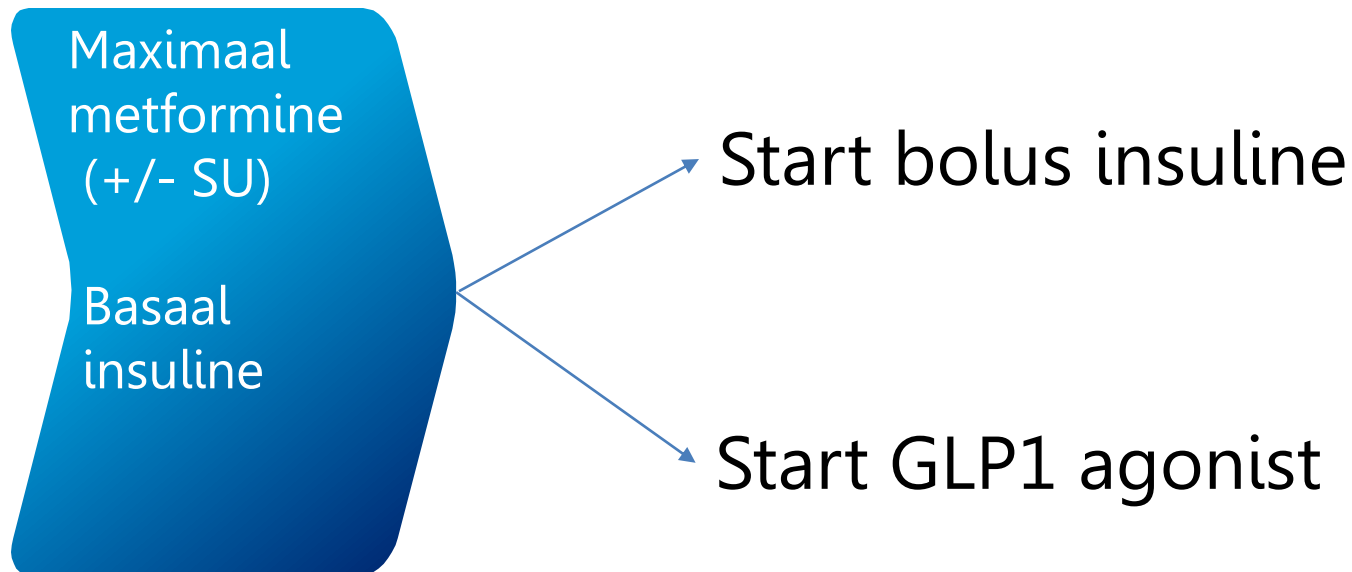 Maximaal
metformine
(+/- SU)
Basaal
insuline
Start bolus insuline
Start GLP1 agonist